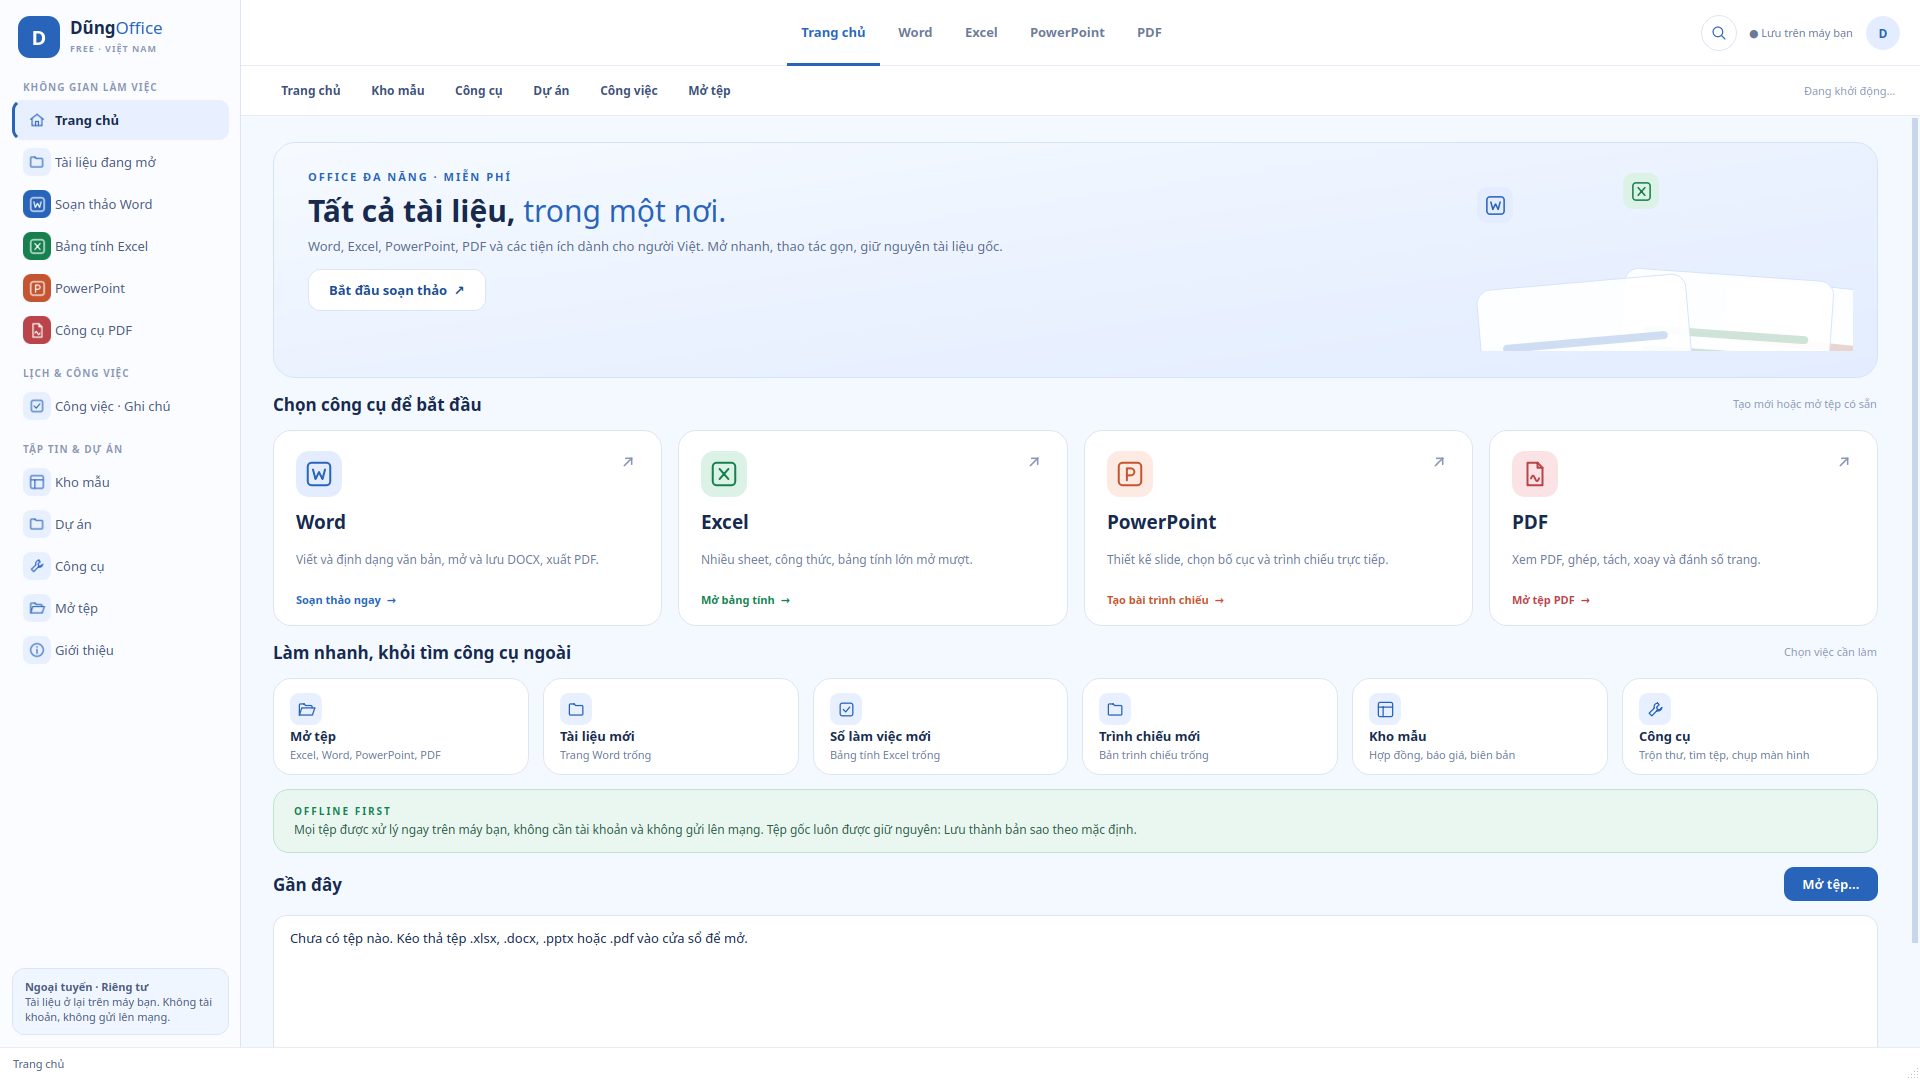 D
DũngOffice
FREE · VIỆT NAM
KHÔNG GIAN LÀM VIỆC
Trang chủ
Tài liệu đang mở
Soạn thảo Word
Bảng tính Excel
PowerPoint
Công cụ PDF
LỊCH & CÔNG VIỆC
Công việc · Ghi chú
TẬP TIN & DỰ ÁN
Kho mẫu
Dự án
Công cụ
Mở tệp
Giới thiệu
Ngoại tuyến · Riêng tư
Tài liệu ở lại trên máy bạn. Không tài
khoản, không gửi lên mạng.
Trang chủ Word Excel PowerPoint PDF
Lưu trên máy bạn
D
Trang chủ Kho mẫu Công cụ Dự án Công việc Mở tệp
Đang khởi động...
OFFICE ĐA NĂNG · MIỄN PHÍ
Tất cả tài liệu, trong một nơi.
Word, Excel, PowerPoint, PDF và các tiện ích dành cho người Việt. Mở nhanh, thao tác gọn, giữ nguyên tài liệu gốc.
Bắt đầu soạn thảo ↗
W
X
Chọn công cụ để bắt đầu
Tạo mới hoặc mở tệp có sẵn
W
Word
Viết và định dạng văn bản, mở và lưu DOCX, xuất PDF.
Soạn thảo ngay →
X
Excel
Nhiều sheet, công thức, bảng tính lớn mở mượt.
Mở bảng tính →
P
PowerPoint
Thiết kế slide, chọn bố cục và trình chiếu trực tiếp.
Tạo bài trình chiếu →
PDF
Xem PDF, ghép, tách, xoay và đánh số trang.
Mở tệp PDF →
Làm nhanh, khỏi tìm công cụ ngoài
Chọn việc cần làm
Mở tệp
Excel, Word, PowerPoint, PDF
Tài liệu mới
Trang Word trống
Sổ làm việc mới
Bảng tính Excel trống
Trình chiếu mới
Bản trình chiếu trống
Kho mẫu
Hợp đồng, báo giá, biên bản
Công cụ
Trộn thư, tìm tệp, chụp màn hình
OFFLINE FIRST
Mọi tệp được xử lý ngay trên máy bạn, không cần tài khoản và không gửi lên mạng. Tệp gốc luôn được giữ nguyên: Lưu thành bản sao theo mặc định.
Gần đây
Mở tệp...
Chưa có tệp nào. Kéo thả tệp .xlsx, .docx, .pptx hoặc .pdf vào cửa sổ để mở.
Trang chủ